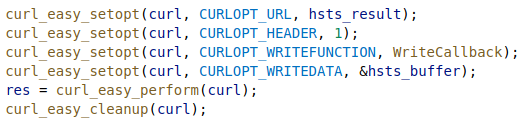 curl_easy_setopt(curl, CURLOPT_URL, hsts_result);
curl_easy_setopt(curl, CURLOPT_HEADER, 1);
curl_easy_setopt(curl, CURLOPT_WRITEFUNCTION, WriteCallback);
curl_easy_setopt(curl, CURLOPT_WRITEDATA, &hsts_buffer);
res = curl_easy_perform(curl);
curl_easy_cleanup(curl);